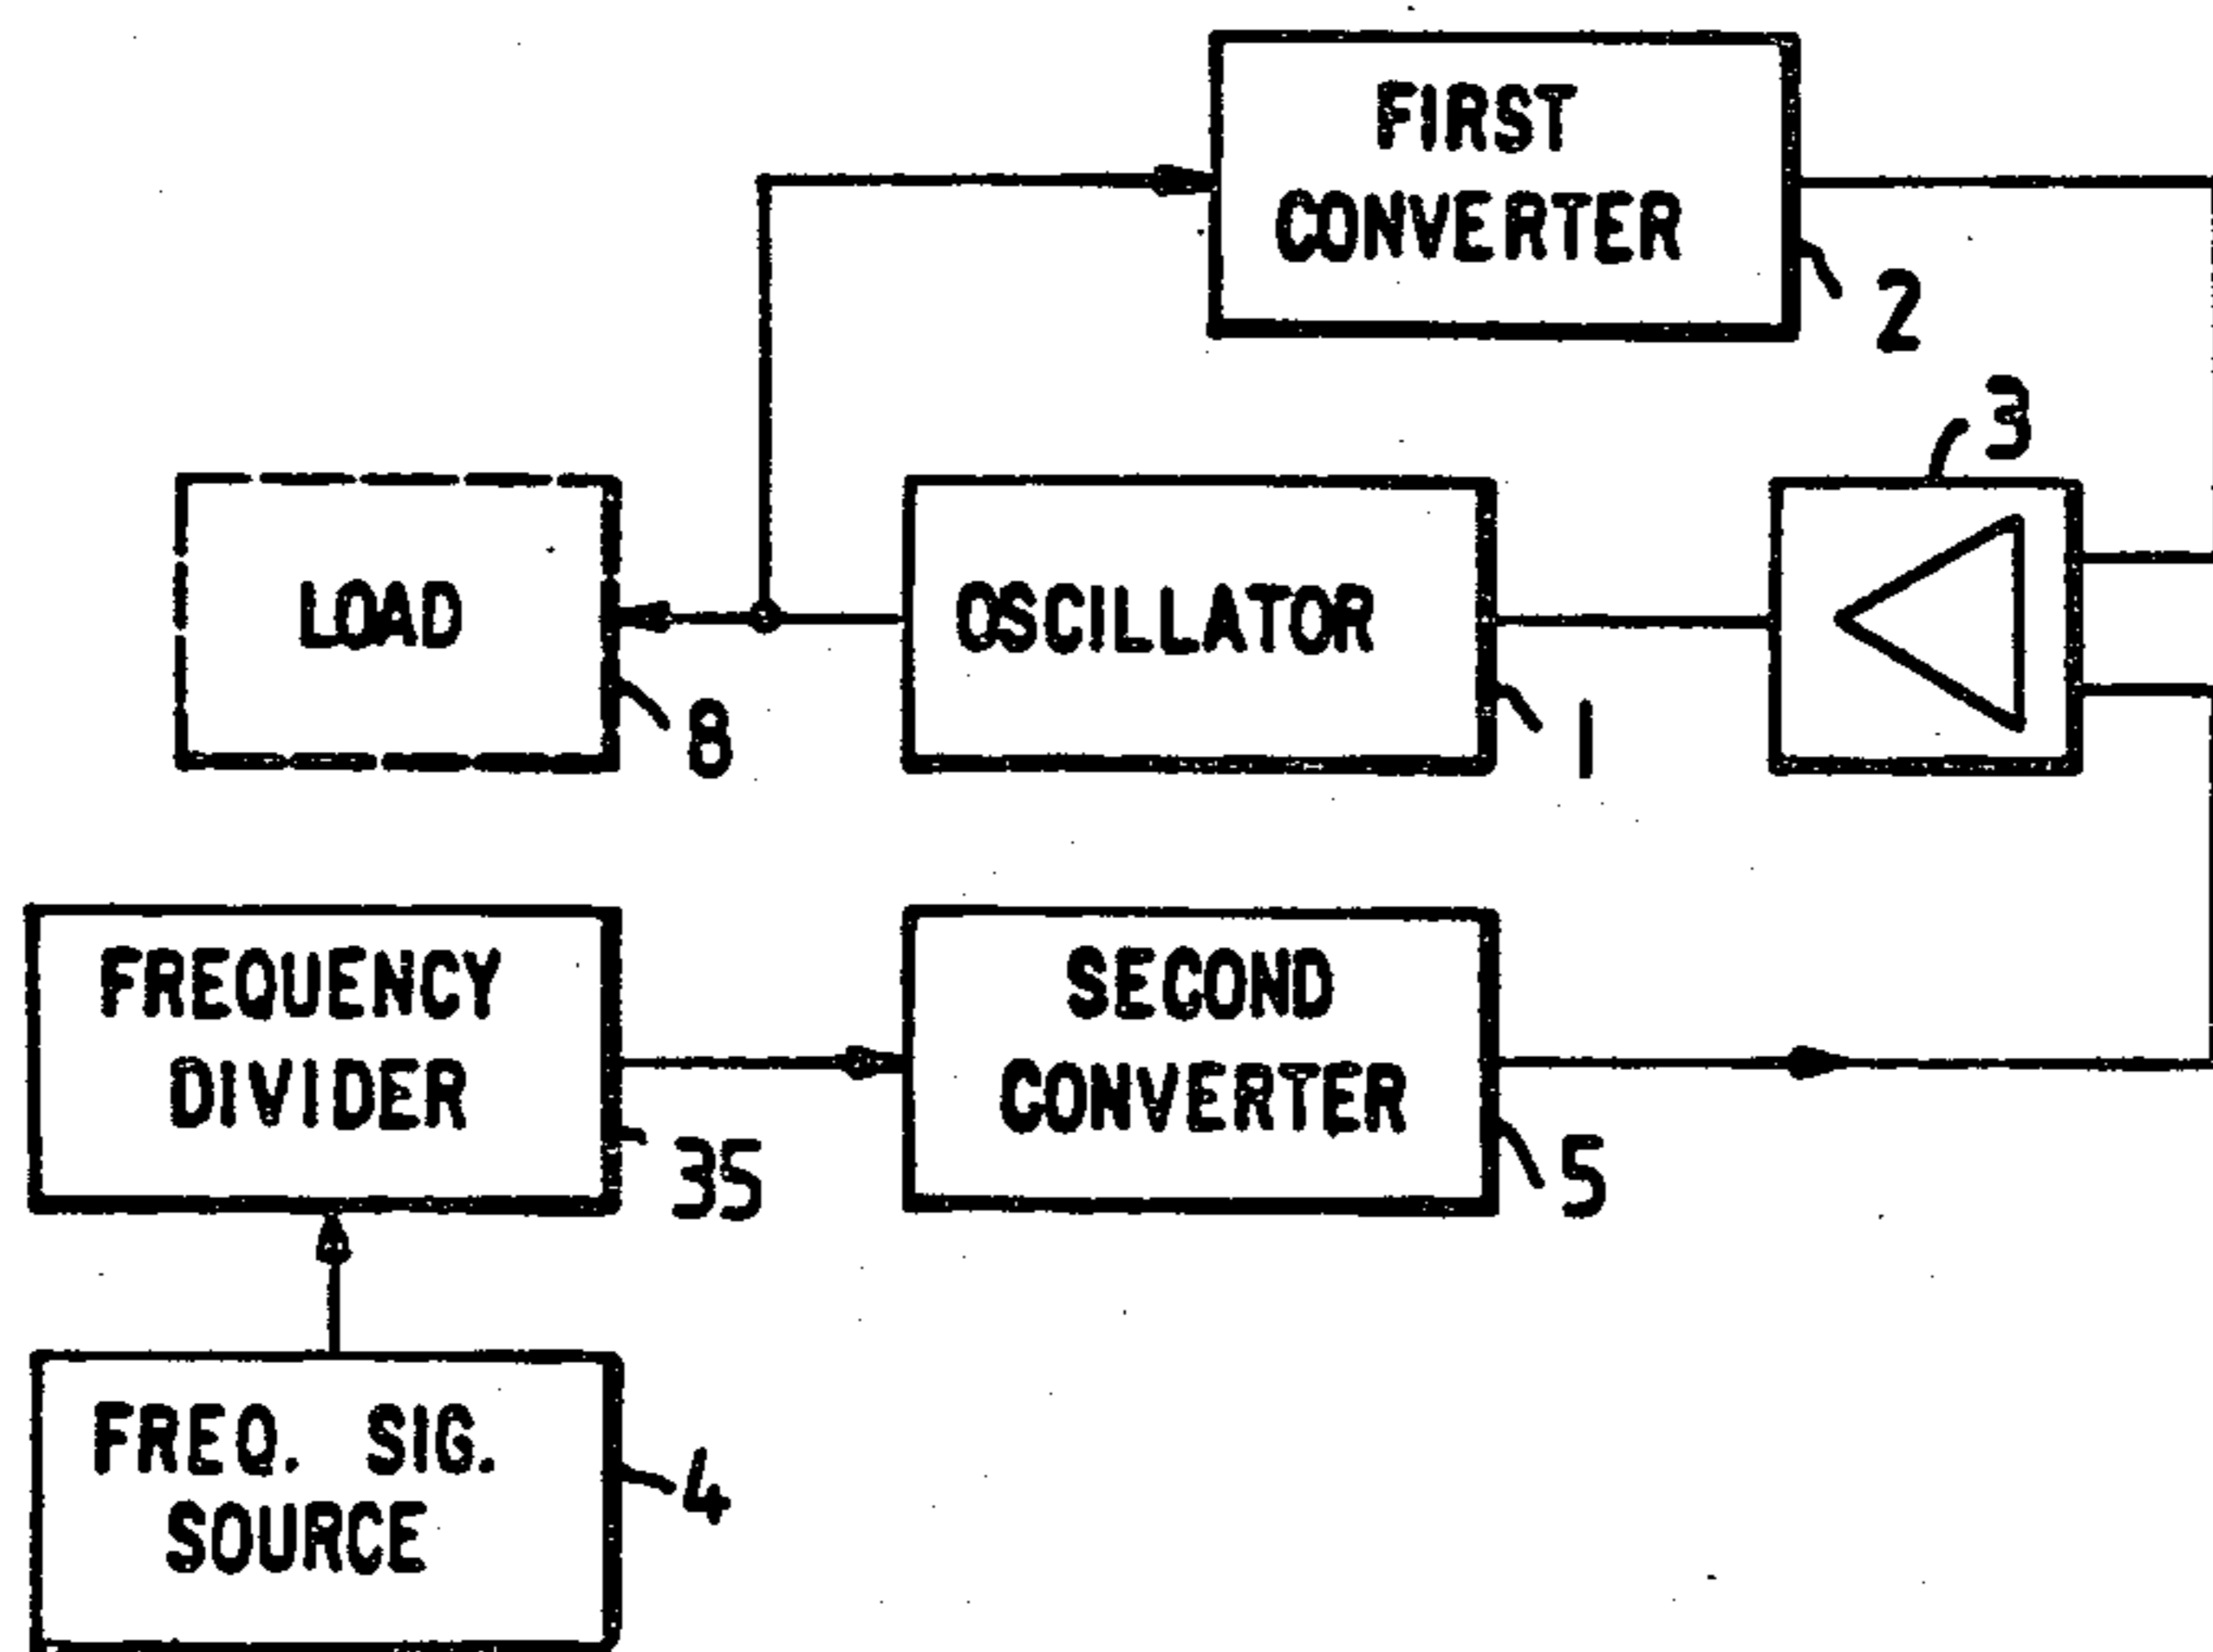 FIRST
CONVERTER
2
3
LOAD
8
OSCILLATOR
1
FREQUENCY
DIVIDER
35
SECOND
CONVERTER
5
FREQ. SIG.
SOURCE
4